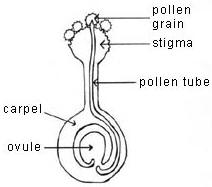 pollen
grain
stigma
pollen tube
carpel
ovule